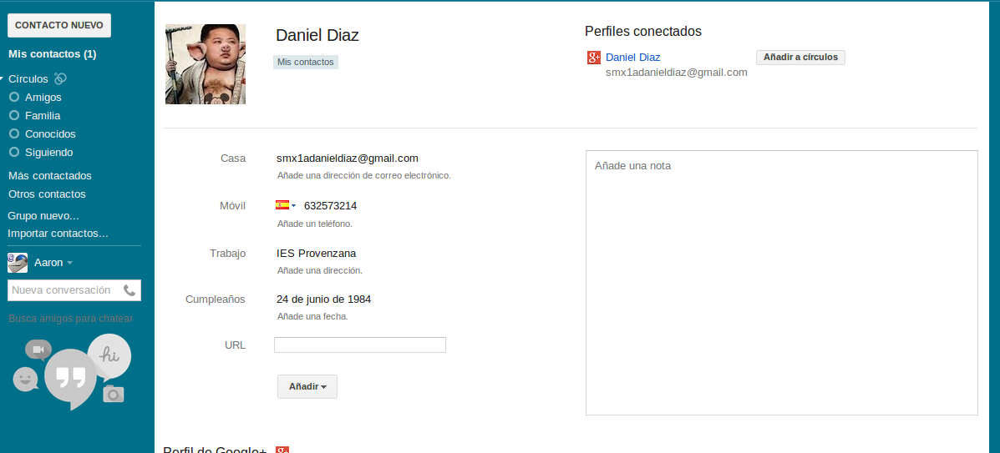 CONTACTO NUEVO
Mis contactos (1)
Círculos
Amigos
Familia
Conocidos
Siguiendo
Más contactados
Otros contactos
Grupo nuevo...
Importar contactos...
Aaron
Nueva conversación
Busca amigos para chatear
hi
Daniel Diaz
Mis contactos
Perfiles conectados
g+ Daniel Diaz
Añadir a círculos
smx1adanieldiaz@gmail.com
Casa
smx1adanieldiaz@gmail.com
Añade una dirección de correo electrónico.
Móvil
632573214
Añade un teléfono.
Trabajo
IES Provenzana
Añade una dirección.
Cumpleaños
24 de junio de 1984
Añade una fecha.
URL
Añadir
Añade una nota
Perfil de Google+